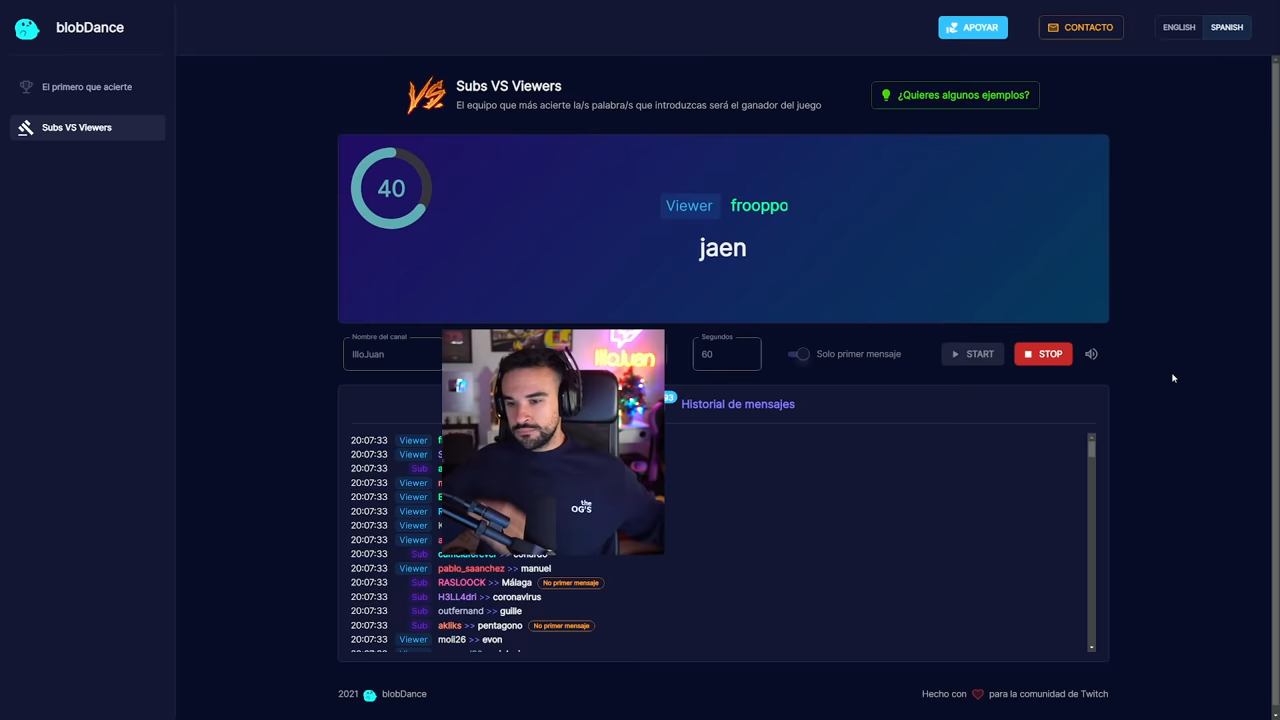 blobDance
APOYAR
CONTACTO
ENGLISH
SPANISH
El primero que acierte
Subs VS Viewers
VS
Subs VS Viewers
El equipo que más acierte la/s palabra/s que introduzcas será el ganador del juego
¿Quieres algunos ejemplos?
40
Viewer frooppo
jaen
Nombre del canal
IlloJuan
Segundos
60
Solo primer mensaje
START
STOP
IlloJuan
the
OG'S
93 Historial de mensajes
20:07:33 Viewer
20:07:33 Viewer
20:07:33 Sub
20:07:33 Viewer
20:07:33 Viewer
20:07:33 Viewer
20:07:33 Viewer
20:07:33 Viewer
20:07:33 Sub
20:07:33 Viewer pablo_saanchez >> manuel
20:07:33 Sub RASLOOCK >> Málaga No primer mensaje
20:07:33 Sub H3LL4dri >> coronavirus
20:07:33 Sub outfernand >> guille
20:07:33 Sub akliks >> pentagono No primer mensaje
20:07:33 Viewer moil26 >> evon
2021 blobDance
Hecho con para la comunidad de Twitch